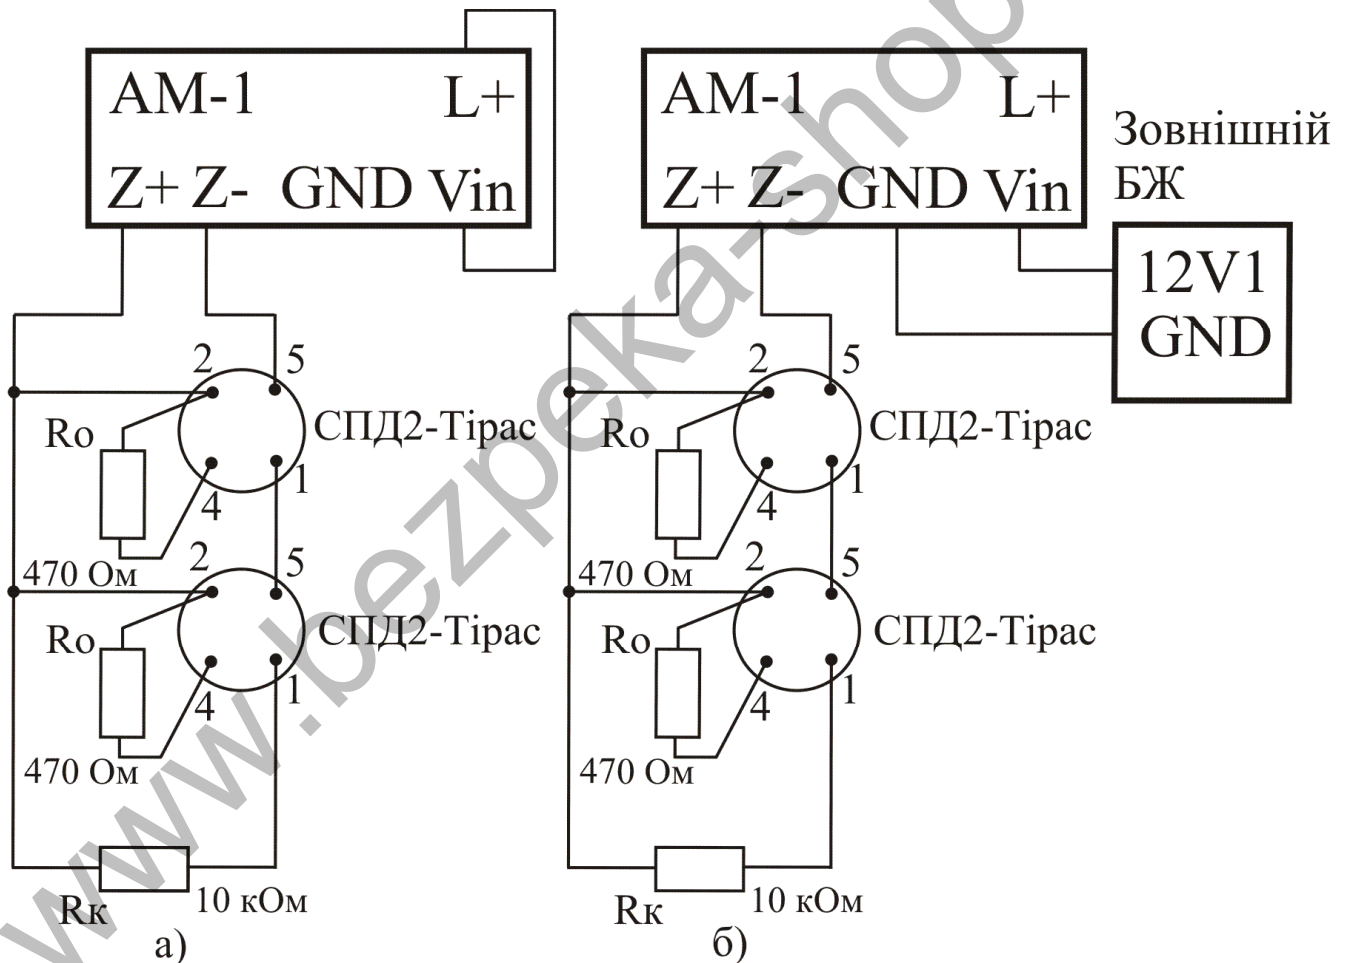 АМ-1 L+
Z+ Z- GND Vin
2 5
Ro СПД2-Тірас
4 1
470 Ом 2 5
Ro СПД2-Тірас
4 1
470 Ом
Rк 10 кОм
а)
АМ-1 L+
Z+ Z- GND Vin
Зовнішній
БЖ
12V1
GND
2 5
Ro СПД2-Тірас
4 1
470 Ом 2 5
Ro СПД2-Тірас
4 1
470 Ом
Rк 10 кОм
б)
www.bezpeka-shop